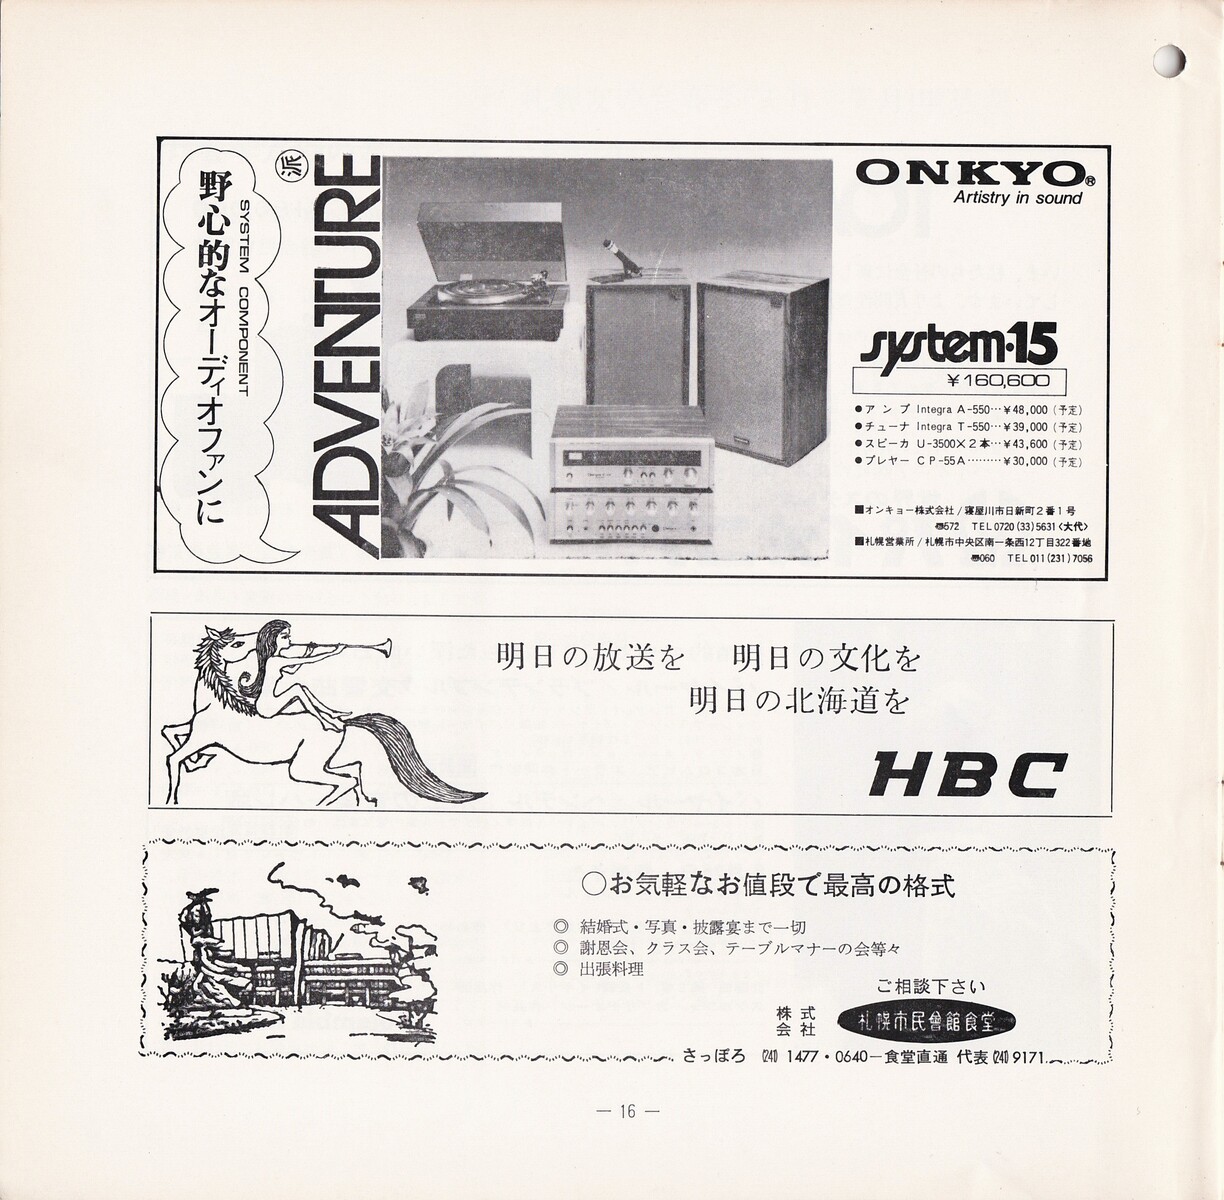 野心的なオーディオファンに
SYSTEM COMPONENT
ADVENTURE 派
ONKYO®
Artistry in sound
system·15
￥160,600
●アンプ Integra A-550…￥48,000 (予定)
●チューナ Integra T-550…￥39,000 (予定)
●スピーカ U-3500×2本…￥43,600 (予定)
●プレヤー CP-55A………￥30,000 (予定)
■オンキョー株式会社/寝屋川市日新町2番1号
〠572 TEL0720(33)5631<大代>
■札幌営業所/札幌市中央区南一条西12丁目322番地
〠060 TEL011(231)7056
明日の放送を 明日の文化を
明日の北海道を
HBC
○お気軽なお値段で最高の格式
◎ 結婚式・写真・披露宴まで一切
◎ 謝恩会、クラス会、テーブルマナーの会等々
◎ 出張料理
ご相談下さい
株式会社 札幌市民會館食堂
さっぽろ (241) 1477・0640―食堂直通 代表(241)9171
― 16 ―